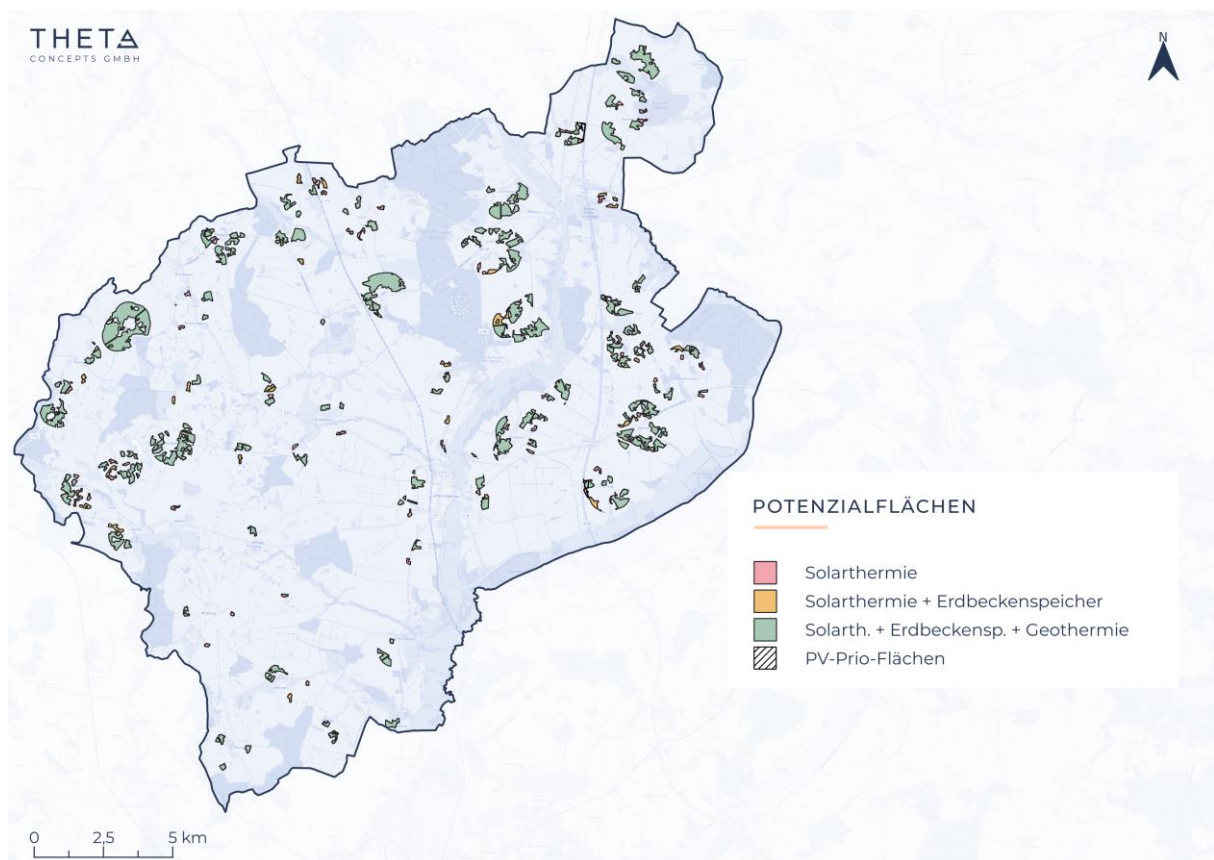 THETA
CONCEPTS GMBH
N
POTENZIALFLÄCHEN
Solarthermie
Solarthermie + Erdbeckenspeicher
Solarth. + Erdbeckensp. + Geothermie
PV-Prio-Flächen
0 2,5 5 km